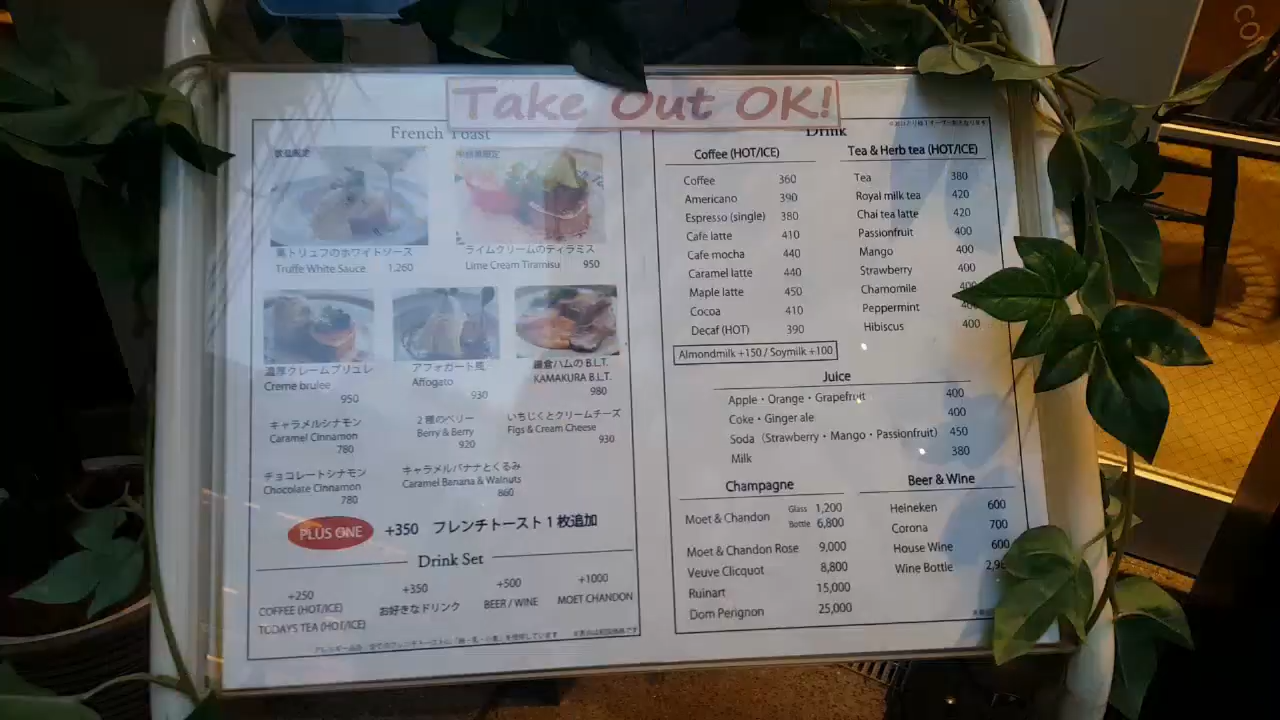 Take Out OK!
French Toast
数量限定
黒トリュフのホワイトソース
Truffe White Sauce 1,260
ライムクリームのティラミス
Lime Cream Tiramisu 950
濃厚クレームブリュレ
Creme brulee
950
アフォガート風
Affogato
930
鎌倉ハムのB.L.T.
KAMAKURA B.L.T.
980
キャラメルシナモン
Caramel Cinnamon
780
2種のベリー
Berry & Berry
920
いちじくとクリームチーズ
Figs & Cream Cheese
930
チョコレートシナモン
Chocolate Cinnamon
780
キャラメルバナナとくるみ
Caramel Banana & Walnuts
860
PLUS ONE +350 フレンチトースト1枚追加
Drink Set
+250
COFFEE (HOT/ICE)
TODAYS TEA (HOT/ICE)
+350
お好きなドリンク
+500
BEER / WINE
+1000
MOET CHANDON
Drink
Coffee (HOT/ICE)
Coffee 360
Americano 390
Espresso (single) 380
Cafe latte 410
Cafe mocha 440
Caramel latte 440
Maple latte 450
Cocoa 410
Decaf (HOT) 390
Almondmilk +150 / Soymilk +100
Tea & Herb tea (HOT/ICE)
Tea 380
Royal milk tea 420
Chai tea latte 420
Passionfruit 400
Mango 400
Strawberry 400
Chamomile
Peppermint
Hibiscus 400
Juice
Apple・Orange・Grapefruit 400
Coke・Ginger ale 400
Soda (Strawberry・Mango・Passionfruit) 450
Milk 380
Champagne
Moet & Chandon Glass 1,200
Bottle 6,800
Moet & Chandon Rose 9,000
Veuve Clicquot 8,800
Ruinart 15,000
Dom Perignon 25,000
Beer & Wine
Heineken 600
Corona 700
House Wine 600
Wine Bottle